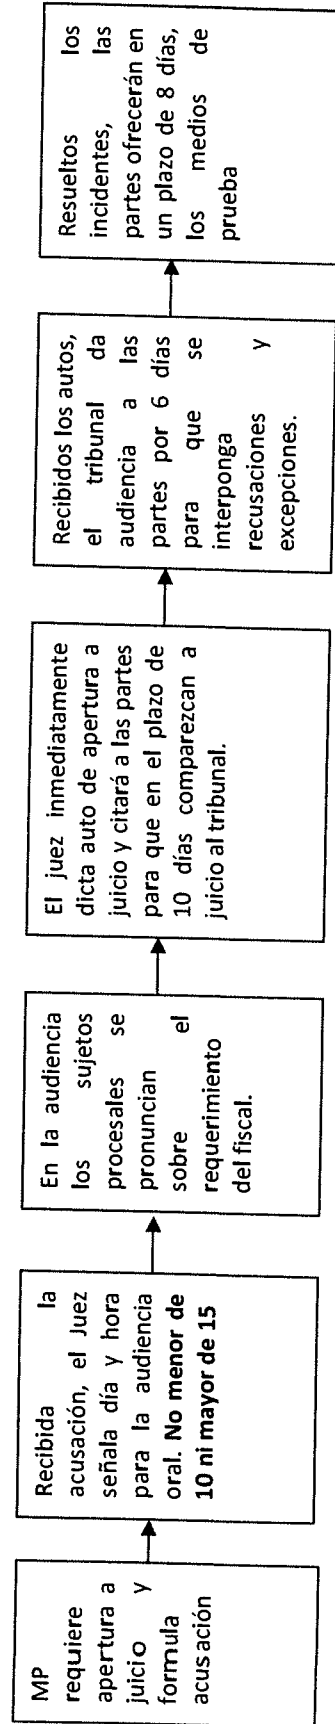 MP
requiere
apertura a
juicio y
formula
acusación
Recibida la
acusación, el Juez
señala día y hora
para la audiencia
oral. No menor de
10 ni mayor de 15
En la audiencia
los sujetos
procesales se
pronuncian
sobre el
requerimiento
del fiscal.
El juez inmediatamente
dicta auto de apertura a
juicio y citará a las partes
para que en el plazo de
10 días comparezcan a
juicio al tribunal.
Recibidos los autos,
el tribunal da
audiencia a las
partes por 6 días
para que se
interponga
recusaciones y
excepciones.
Resueltos los
incidentes, las
partes ofrecerán en
un plazo de 8 días,
los medios de
prueba